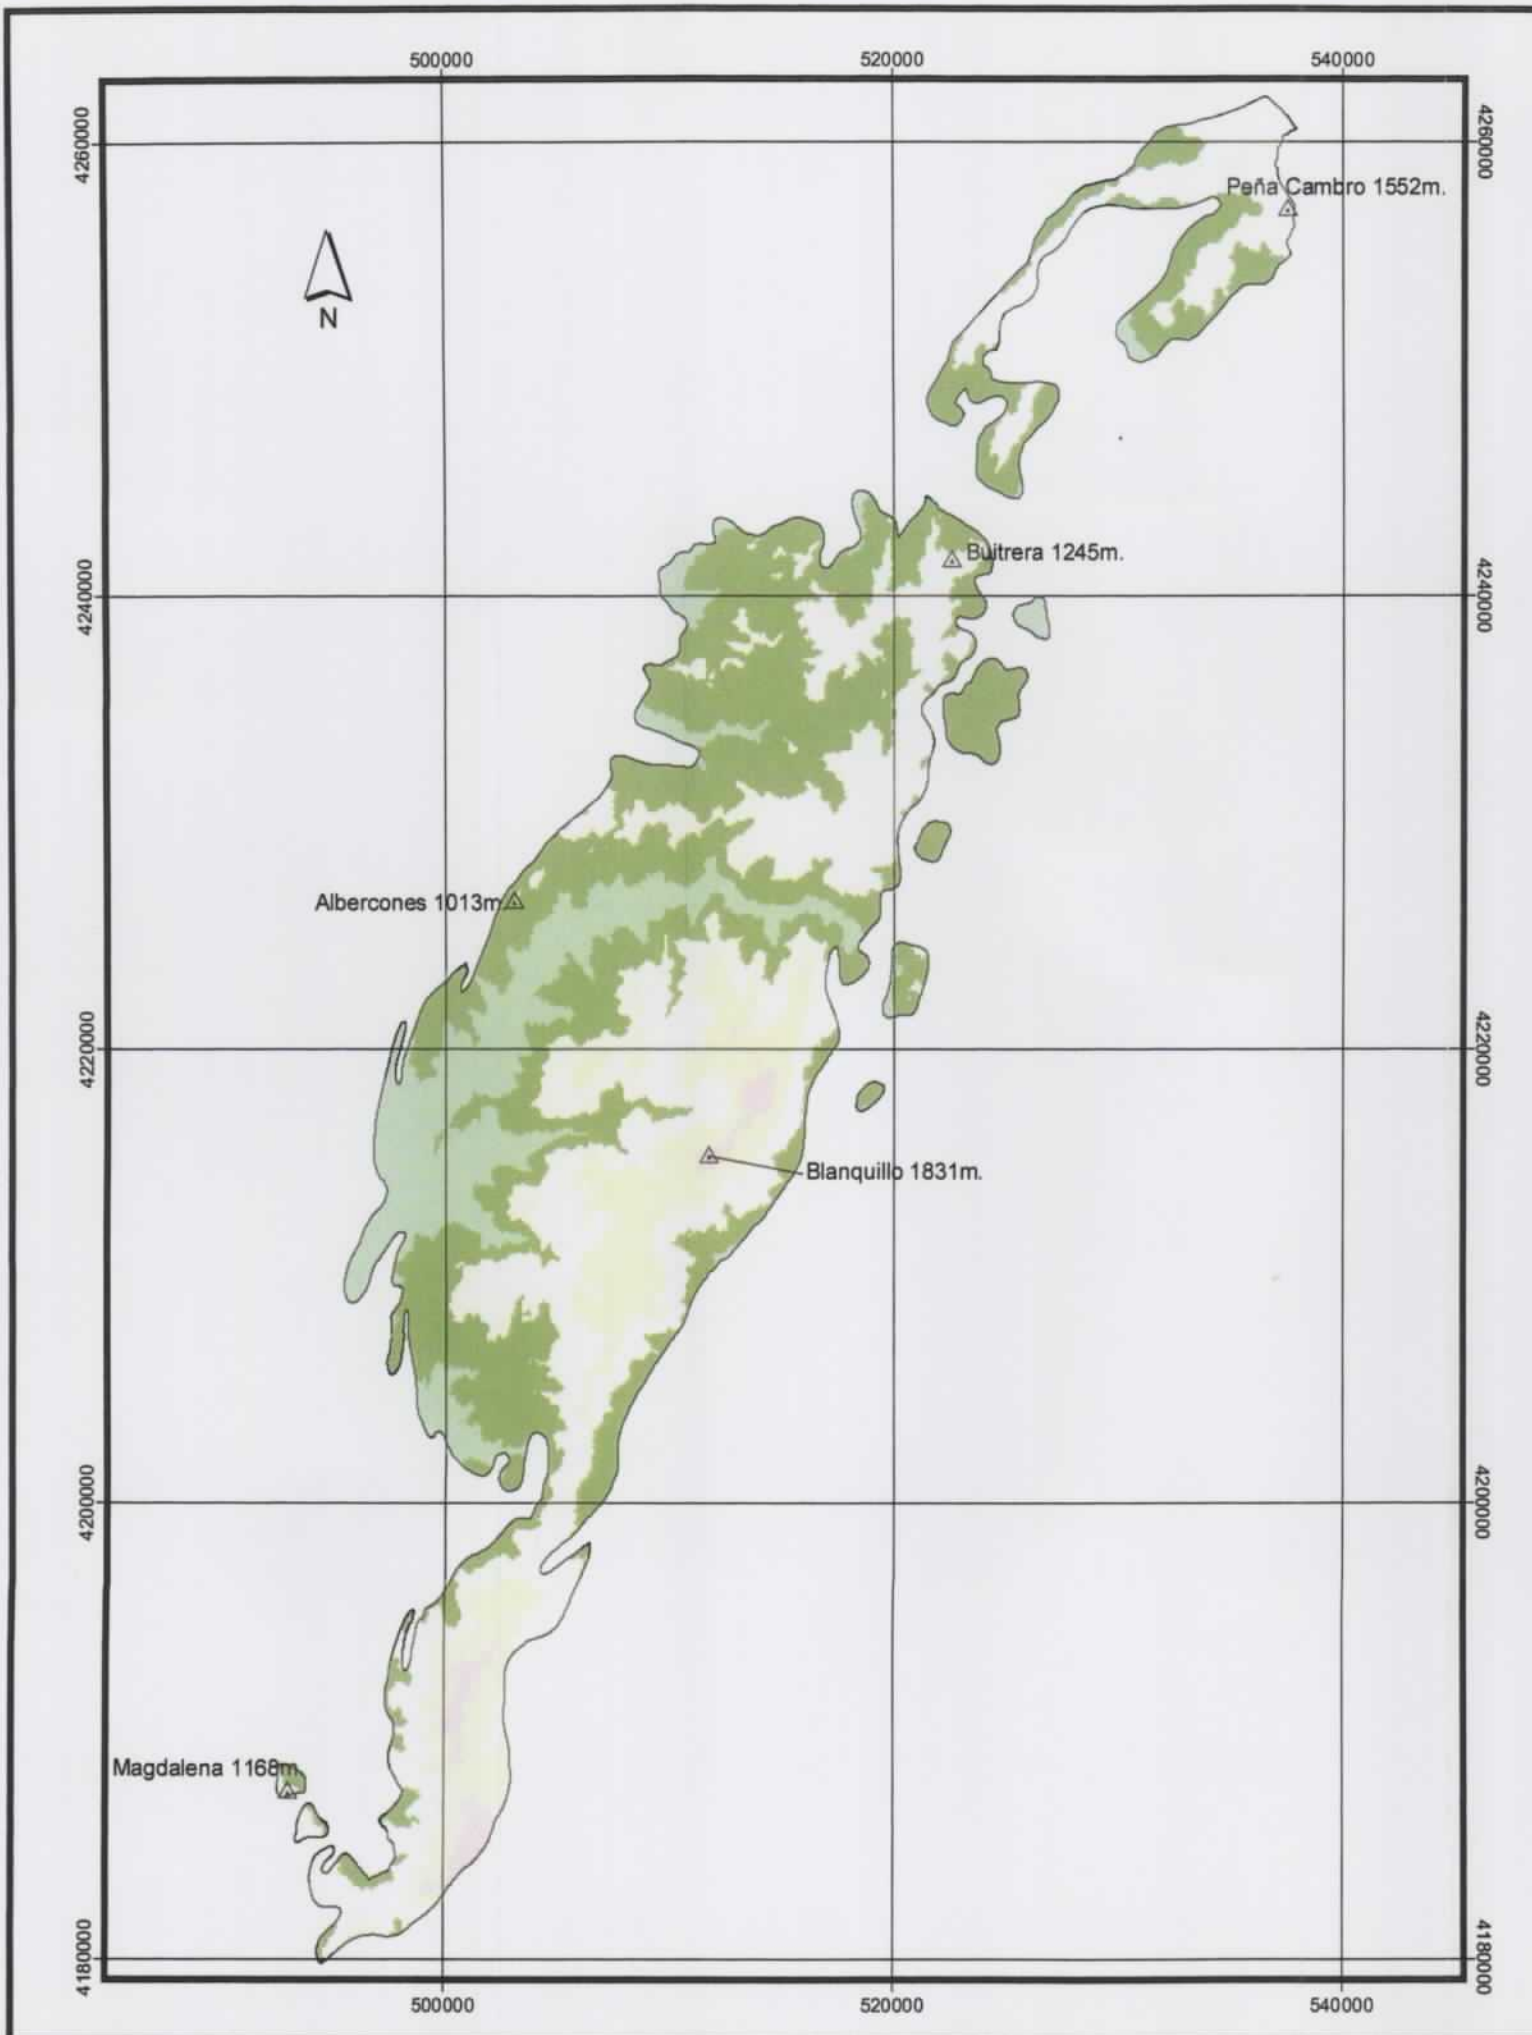 500000 520000 540000
4260000 4260000
Peña Cambro 1552m.
N
Buitrera 1245m.
4240000 4240000
Albercones 1013m
4220000 4220000
Blanquillo 1831m.
4200000 4200000
Magdalena 1168m.
4180000 4180000
500000 520000 540000